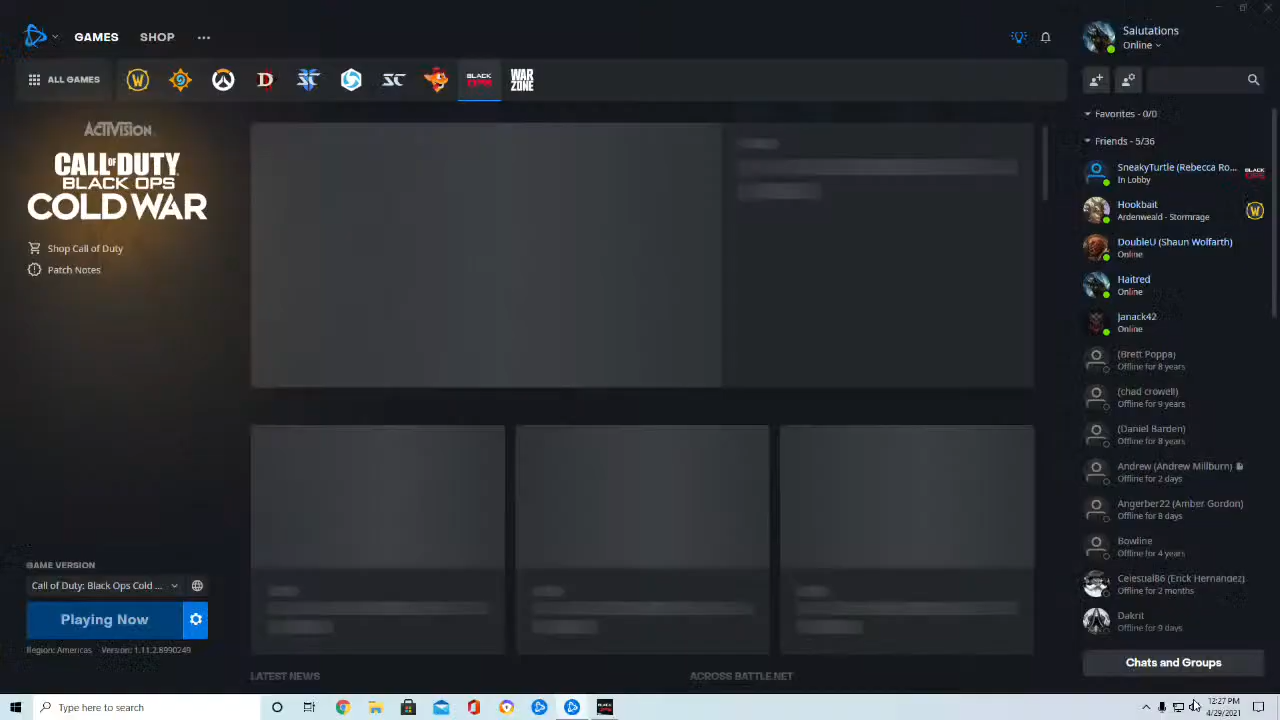 GAMES
SHOP
Salutations
Online
ALL GAMES
BLACK OPS
WAR ZONE
ACTIVISION
CALL OF DUTY
BLACK OPS
COLD WAR
Shop Call of Duty
Patch Notes
GAME VERSION
Call of Duty: Black Ops Cold ...
Playing Now
Region: Americas Version: 1.11.2.8990249
LATEST NEWS
ACROSS BATTLE.NET
Favorites - 0/0
Friends - 5/36
SneakyTurtle (Rebecca Ro...
In Lobby
Hookbait
Ardenweald - Stormrage
DoubleU (Shaun Wolfarth)
Online
Haitred
Online
Janack42
Online
(Brett Poppa)
Offline for 8 years
(chad crowell)
Offline for 9 years
(Daniel Barden)
Offline for 8 years
Andrew (Andrew Millburn)
Offline for 2 days
Angerber22 (Amber Gordon)
Offline for 8 days
Bowline
Offline for 4 years
Celestial86 (Erick Hernandez)
Offline for 2 months
Dakrit
Offline for 9 days
Chats and Groups
Type here to search
12:27 PM
4/29/2021